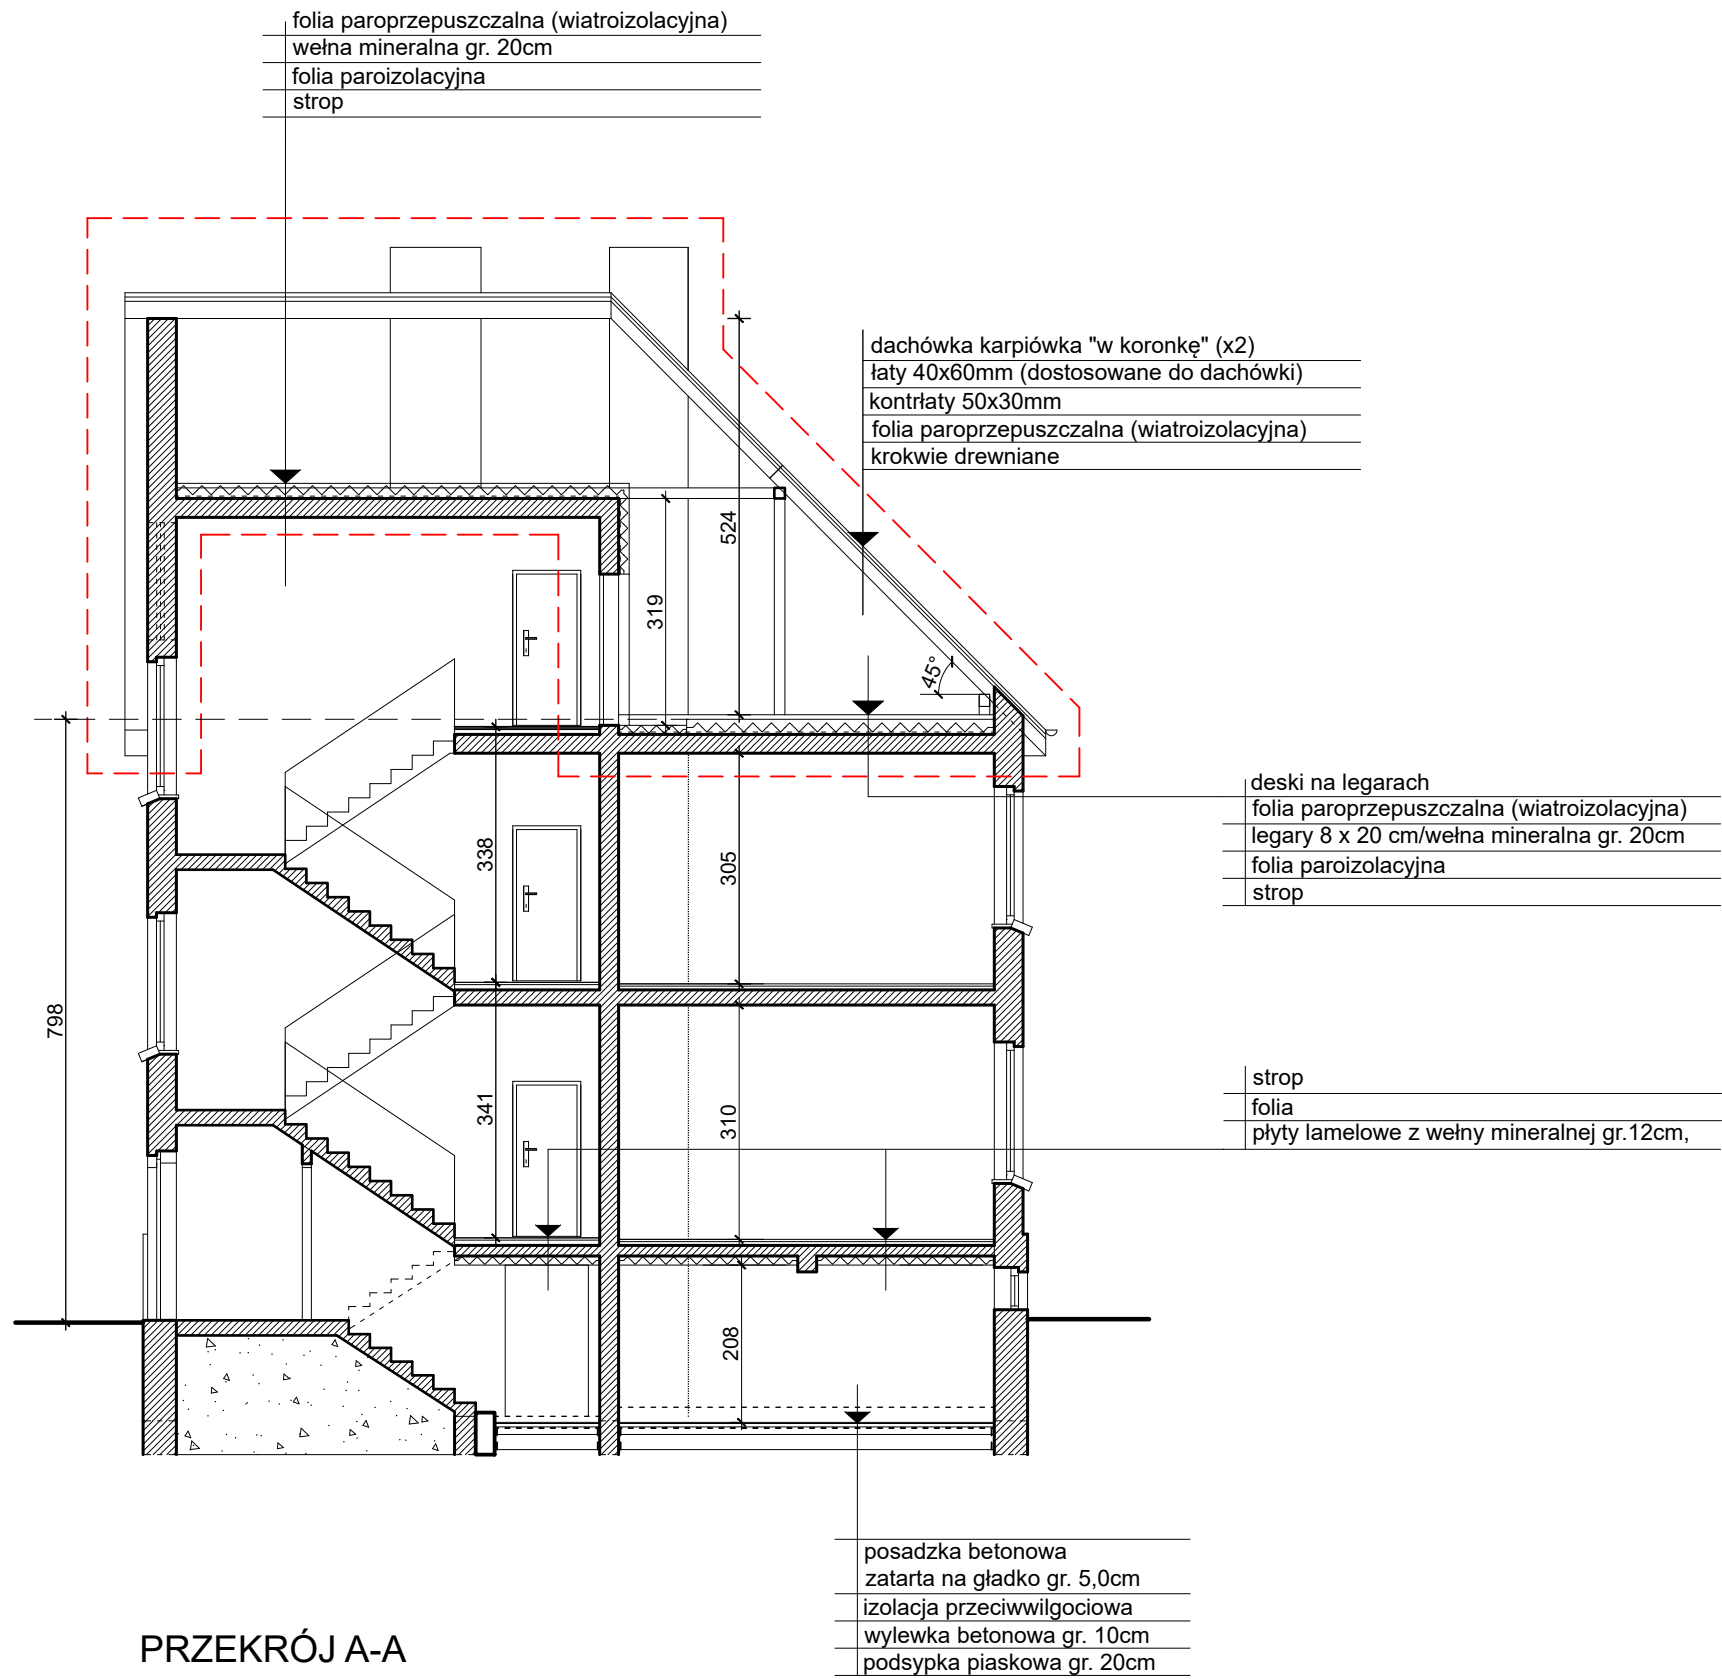 folia paroprzepuszczalna (wiatroizolacyjna)
wełna mineralna gr. 20cm
folia paroizolacyjna
strop
dachówka karpiówka "w koronkę" (x2)
łaty 40x60mm (dostosowane do dachówki)
kontrłaty 50x30mm
folia paroprzepuszczalna (wiatroizolacyjna)
krokwie drewniane
524
319
45°
deski na legarach
folia paroprzepuszczalna (wiatroizolacyjna)
legary 8 x 20 cm/wełna mineralna gr. 20cm
folia paroizolacyjna
strop
338
305
798
341
310
strop
folia
płyty lamelowe z wełny mineralnej gr.12cm,
208
posadzka betonowa
zatarta na gładko gr. 5,0cm
izolacja przeciwwilgociowa
wylewka betonowa gr. 10cm
podsypka piaskowa gr. 20cm
PRZEKRÓJ A-A